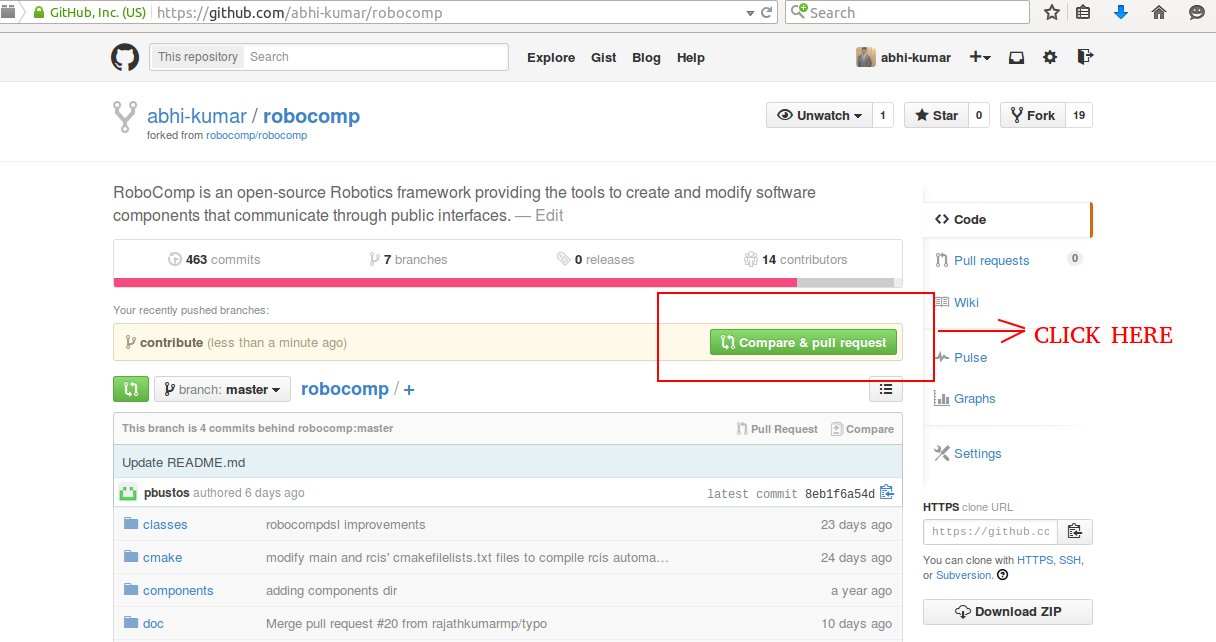 GitHub, Inc. (US) https://github.com/abhi-kumar/robocomp Search
This repository Search Explore Gist Blog Help abhi-kumar
abhi-kumar / robocomp Unwatch 1 Star 0 Fork 19
forked from robocomp/robocomp
RoboComp is an open-source Robotics framework providing the tools to create and modify software
components that communicate through public interfaces. — Edit
463 commits 7 branches 0 releases 14 contributors
Your recently pushed branches:
contribute (less than a minute ago) Compare & pull request
branch: master robocomp / +
This branch is 4 commits behind robocomp:master Pull Request Compare
Update README.md
pbustos authored 6 days ago latest commit 8eb1f6a54d
classes robocompdsl improvements 23 days ago
cmake modify main and rcis' cmakefilelists.txt files to compile rcis automa… 24 days ago
components adding components dir a year ago
doc Merge pull request #20 from rajathkumarmp/typo 10 days ago
Code
Pull requests 0
Wiki
CLICK HERE
Pulse
Graphs
Settings
HTTPS clone URL
https://github.cc
You can clone with HTTPS, SSH,
or Subversion.
Download ZIP